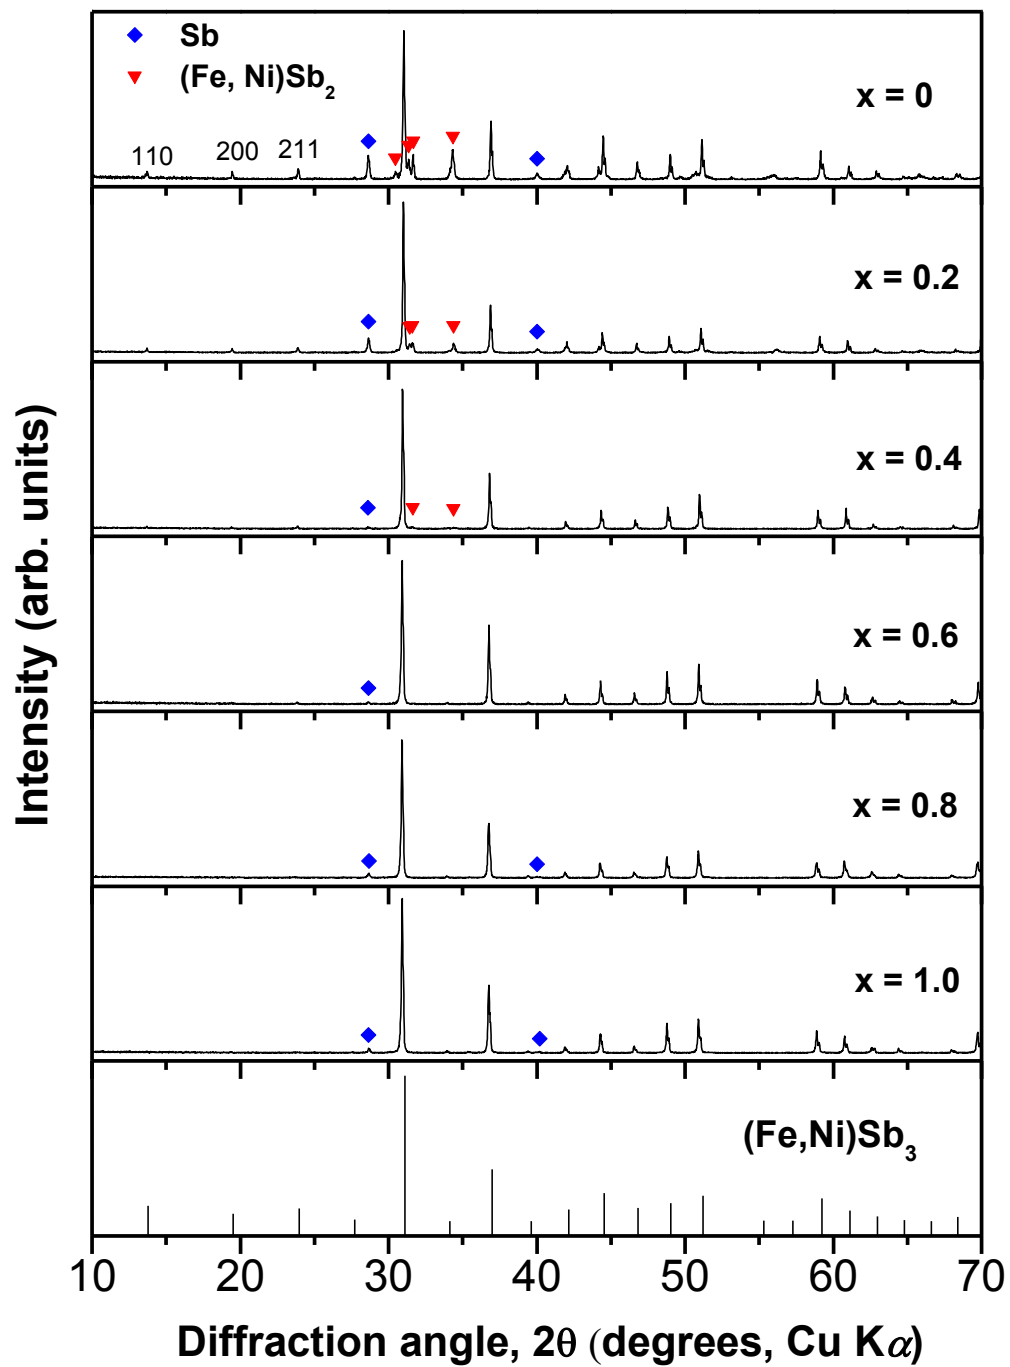 Sb
(Fe, Ni)Sb₂
x = 0
110 200 211
x = 0.2
x = 0.4
x = 0.6
x = 0.8
x = 1.0
(Fe,Ni)Sb₃
Intensity (arb. units)
10 20 30 40 50 60 70
Diffraction angle, 2θ (degrees, Cu Kα)